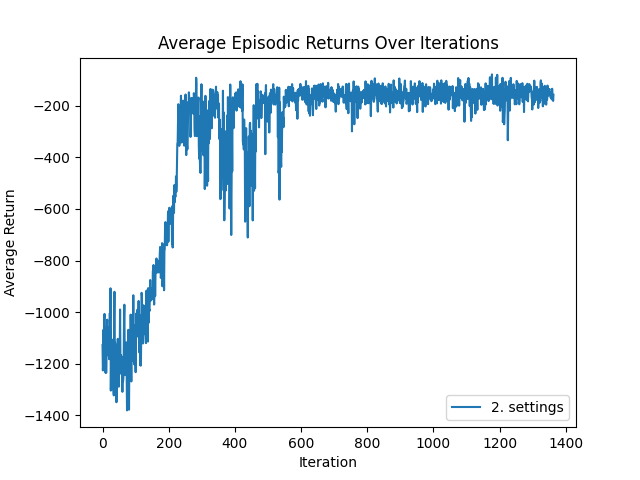 Average Episodic Returns Over Iterations
Average Return
−200
−400
−600
−800
−1000
−1200
−1400
0 200 400 600 800 1000 1200 1400
Iteration
2. settings